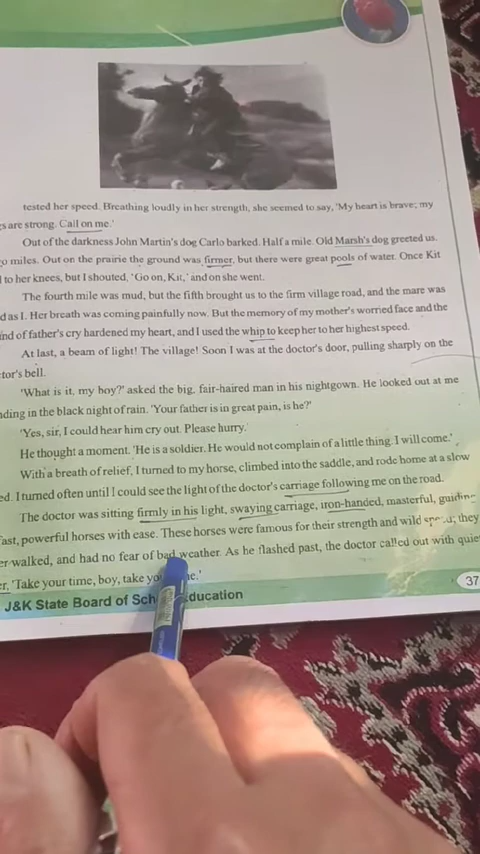 tested her speed. Breathing loudly in her strength, she seemed to say, 'My heart is brave; my
s are strong. Call on me.'
Out of the darkness John Martin's dog Carlo barked. Half a mile. Old Marsh's dog greeted us.
o miles. Out on the prairie the ground was firmer, but there were great pools of water. Once Kit
l to her knees, but I shouted, 'Go on, Kit,' and on she went.
The fourth mile was mud, but the fifth brought us to the firm village road, and the mare was
d as I. Her breath was coming painfully now. But the memory of my mother's worried face and the
nd of father's cry hardened my heart, and I used the whip to keep her to her highest speed.
At last, a beam of light! The village! Soon I was at the doctor's door, pulling sharply on the
tor's bell.
'What is it, my boy?' asked the big, fair-haired man in his nightgown. He looked out at me
ding in the black night of rain. 'Your father is in great pain, is he?'
'Yes, sir, I could hear him cry out. Please hurry.'
He thought a moment. 'He is a soldier. He would not complain of a little thing. I will come.'
With a breath of relief, I turned to my horse, climbed into the saddle, and rode home at a slow
ed. I turned often until I could see the light of the doctor's carriage following me on the road.
The doctor was sitting firmly in his light, swaying carriage, iron-handed, masterful,
fast, powerful horses with ease. These horses were famous for their strength and wild they
er walked, and had no fear of bad weather. As he flashed past, the doctor called out with
er, 'Take your time, boy, take
37
J&K State Board of Education